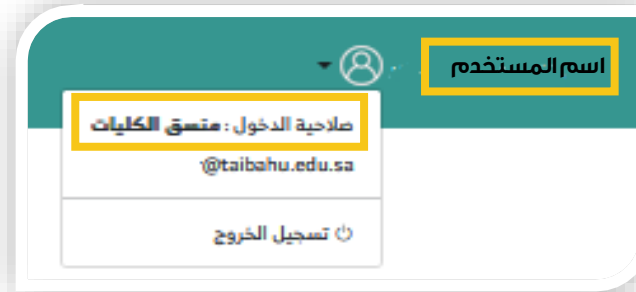 اسم المستخدم
صلاحية الدخول : منسق الكليات
@taibahu.edu.sa
تسجيل الخروج